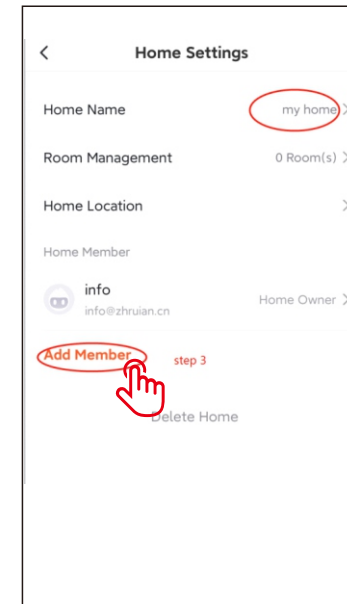 Home Settings
Home Name my home
Room Management 0 Room(s)
Home Location
Home Member
info
info@zhruian.cn Home Owner
Add Member step 3
Delete Home